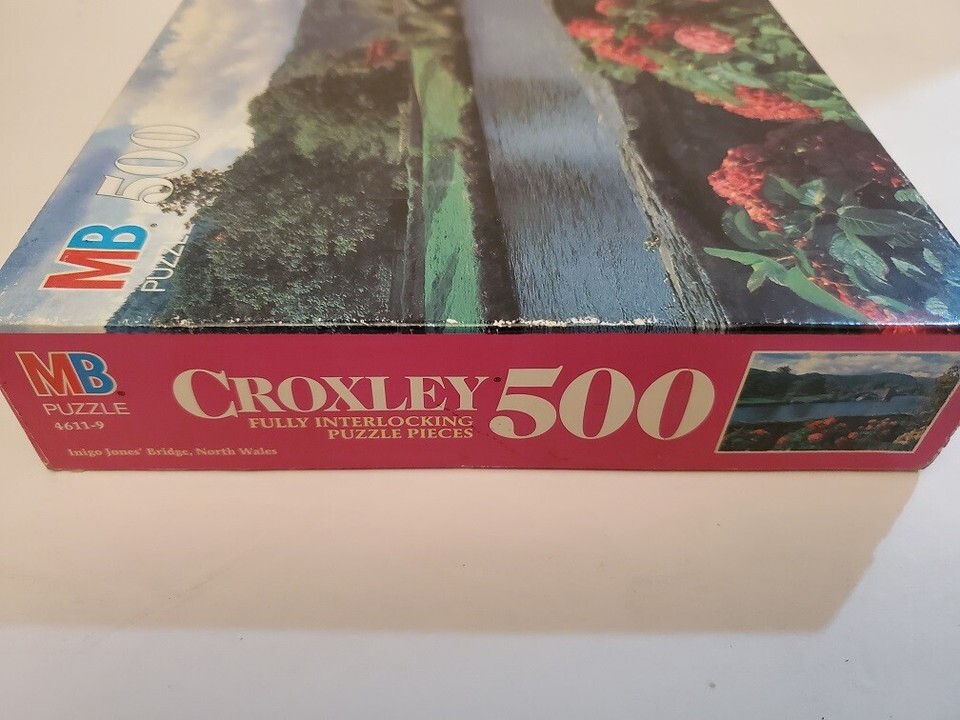 500
MB
PUZZLE
MB
PUZZLE
4611-9
CROXLEY 500
FULLY INTERLOCKING
PUZZLE PIECES
Inigo Jones' Bridge, North Wales